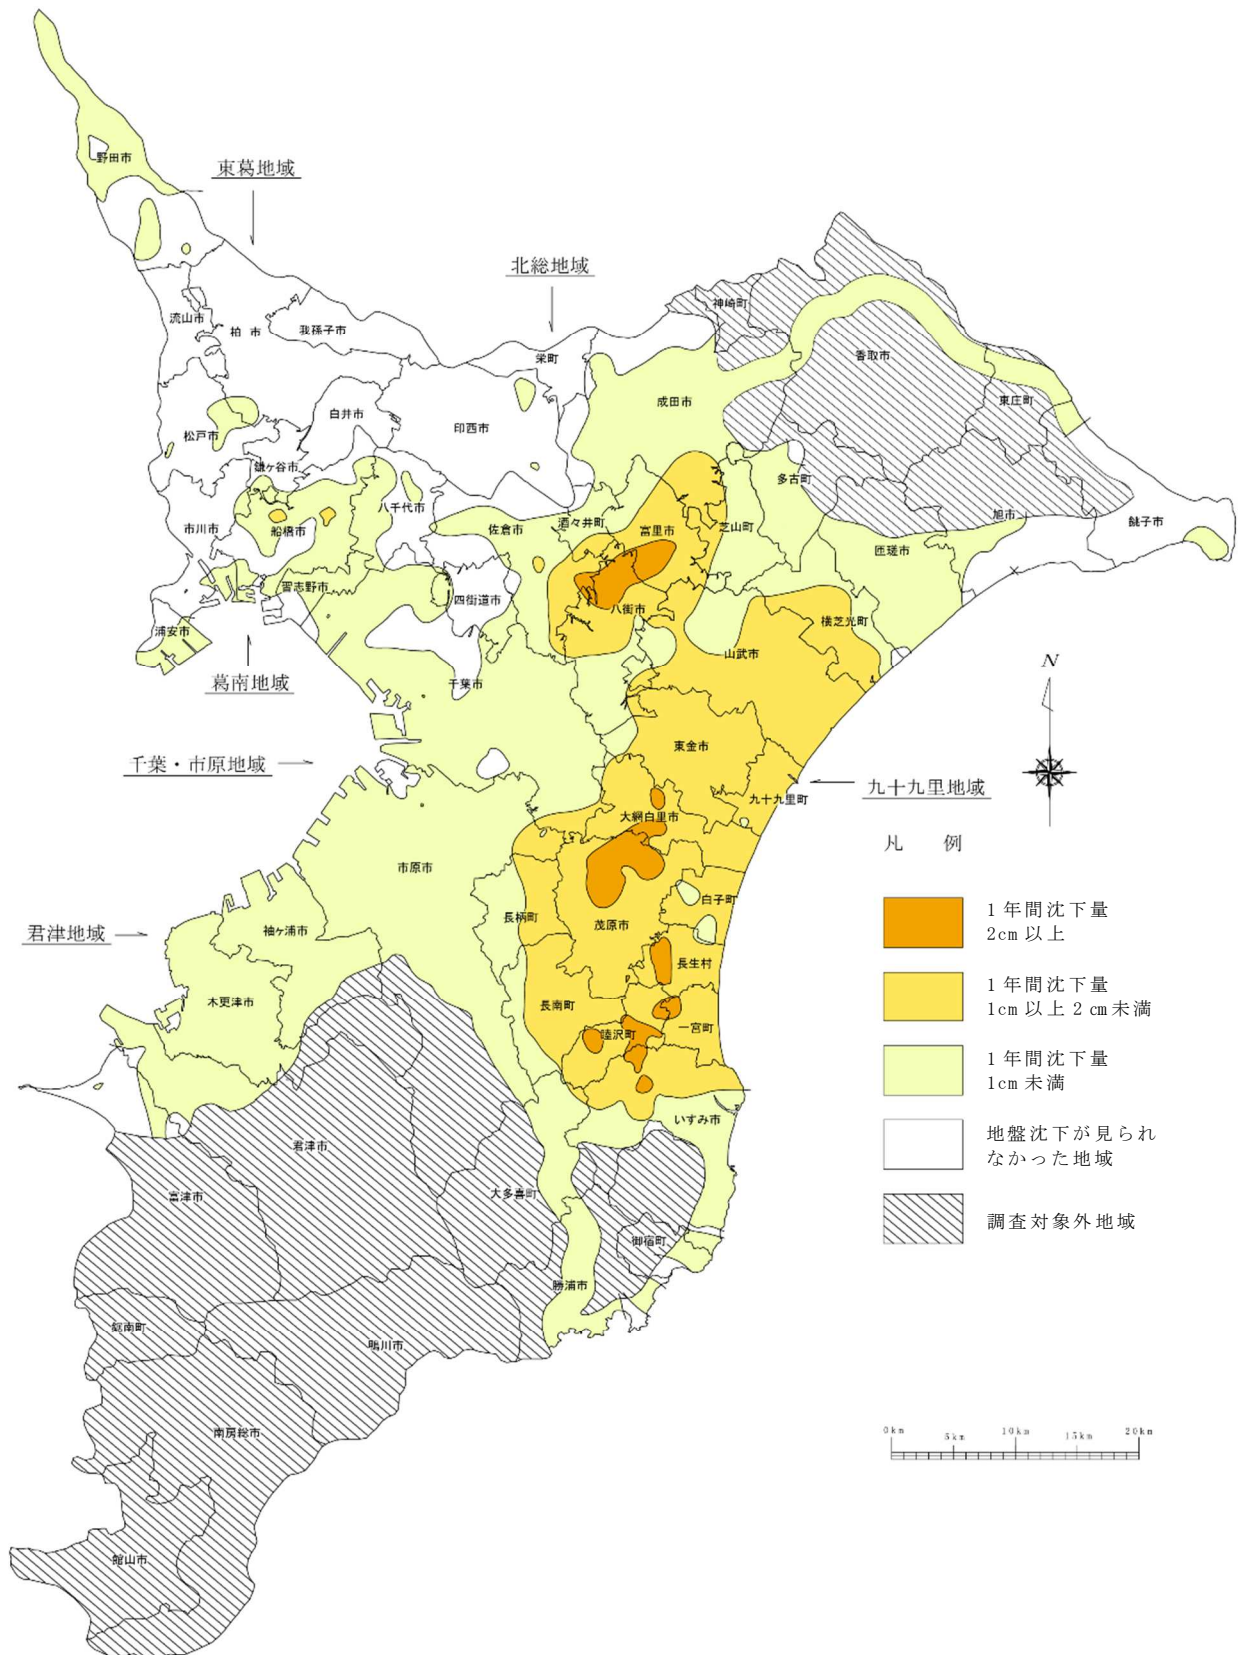 野田市
東葛地域
北総地域
神崎町
流山市
柏市
我孫子市
栄町
香取市
成田市
東庄町
白井市
印西市
松戸市
鎌ヶ谷市
多古町
八千代市
市川市
船橋市
佐倉市
酒々井町
富里市
芝山町
旭市
銚子市
匝瑳市
習志野市
四街道市
八街市
横芝光町
浦安市
山武市
葛南地域
千葉市
N
東金市
千葉・市原地域
九十九里地域
九十九里町
大網白里市
凡 例
市原市
白子町
長柄町
茂原市
1年間沈下量
2cm以上
君津地域
袖ヶ浦市
長生村
木更津市
長南町
1年間沈下量
1cm以上2cm未満
睦沢町
一宮町
1年間沈下量
1cm未満
いすみ市
君津市
地盤沈下が見られ
なかった地域
富津市
大多喜町
調査対象外地域
御宿町
勝浦市
鋸南町
鴨川市
南房総市
0km 5km 10km 15km 20km
館山市